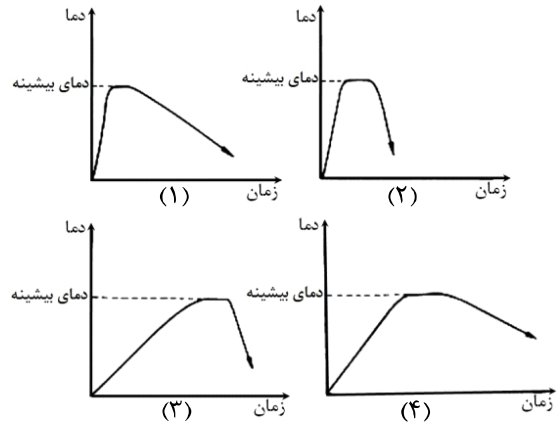 دما
دمای بیشینه
زمان
(۱)
دما
دمای بیشینه
زمان
(۲)
دما
دمای بیشینه
زمان
(۳)
دما
دمای بیشینه
زمان
(۴)